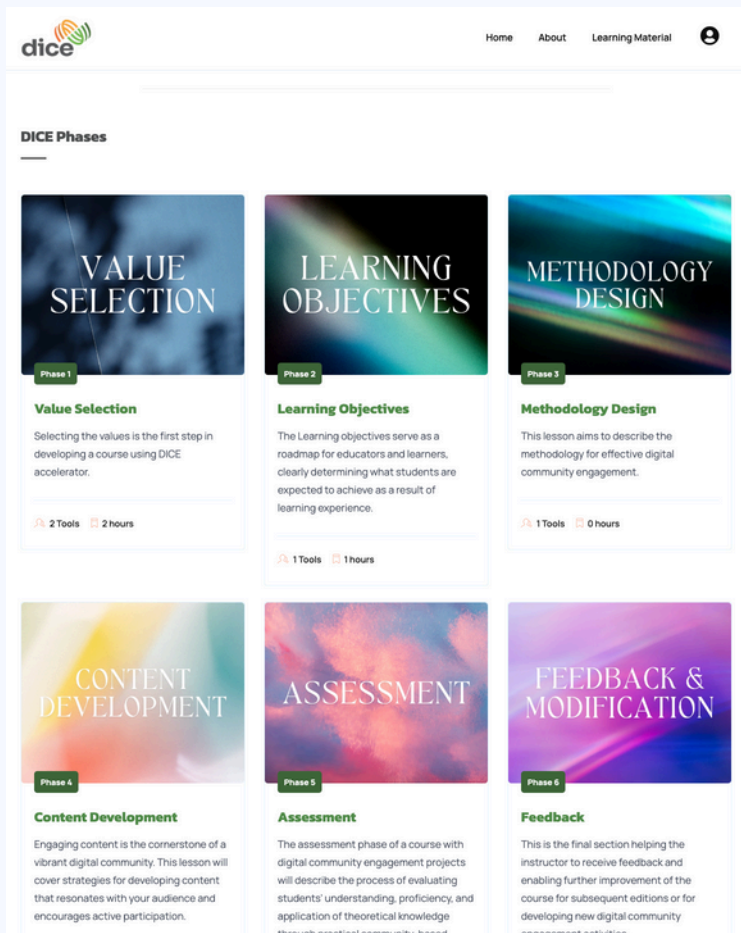 dice
Home About Learning Material
DICE Phases
VALUE
SELECTION
Phase 1
Value Selection
Selecting the values is the first step in
developing a course using DICE
accelerator.
2 Tools 2 hours
LEARNING
OBJECTIVES
Phase 2
Learning Objectives
The Learning objectives serve as a
roadmap for educators and learners,
clearly determining what students are
expected to achieve as a result of
learning experience.
1 Tools 1 hours
METHODOLOGY
DESIGN
Phase 3
Methodology Design
This lesson aims to describe the
methodology for effective digital
community engagement.
1 Tools 0 hours
CONTENT
DEVELOPMENT
Phase 4
Content Development
Engaging content is the cornerstone of a
vibrant digital community. This lesson will
cover strategies for developing content
that resonates with your audience and
encourages active participation.
ASSESSMENT
Phase 5
Assessment
The assessment phase of a course with
digital community engagement projects
will describe the process of evaluating
students' understanding, proficiency, and
application of theoretical knowledge
through practical community-based
FEEDBACK &
MODIFICATION
Phase 6
Feedback
This is the final section helping the
instructor to receive feedback and
enabling further improvement of the
course for subsequent editions or for
developing new digital community
engagement activities.